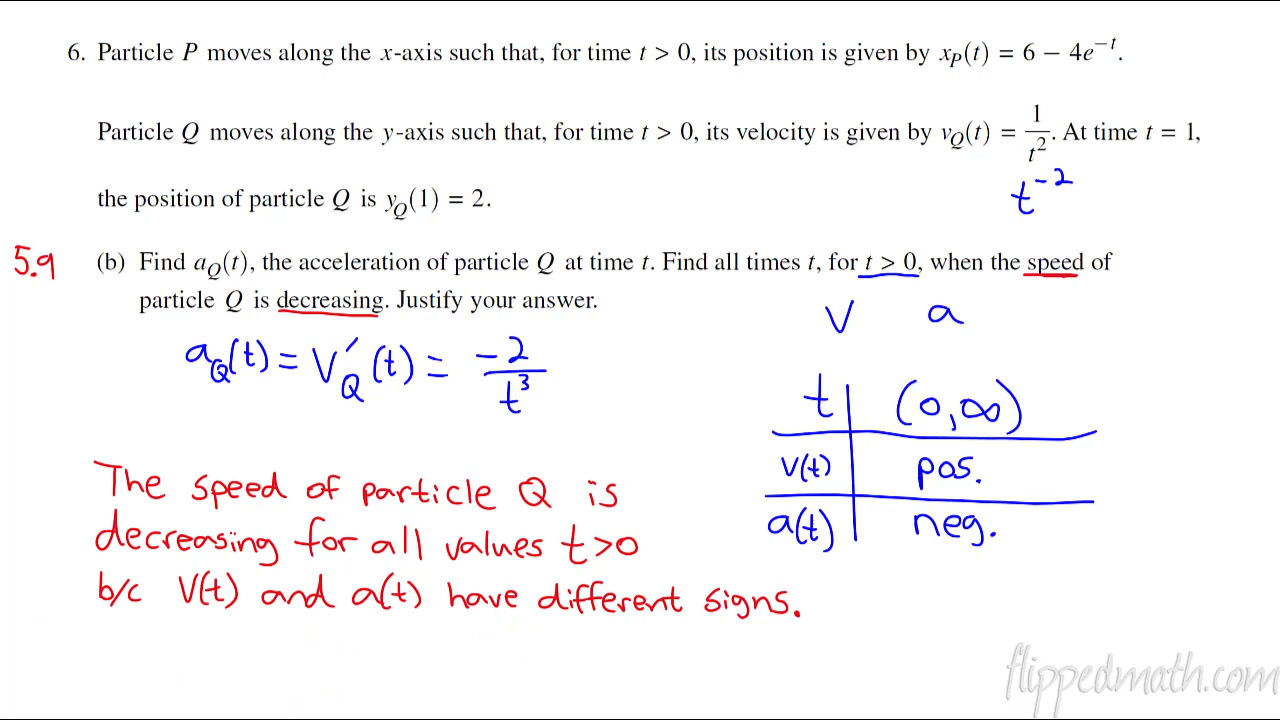 6. Particle P moves along the x-axis such that, for time t > 0, its position is given by x_P(t) = 6 − 4e^{−t}.
Particle Q moves along the y-axis such that, for time t > 0, its velocity is given by v_Q(t) = 1/t^2. At time t = 1,
the position of particle Q is y_Q(1) = 2.
t^{-2}
5.9
(b) Find a_Q(t), the acceleration of particle Q at time t. Find all times t, for t > 0, when the speed of
particle Q is decreasing. Justify your answer.
v a
a_Q(t) = V_Q'(t) = -2/t^3
t (0,∞)
v(t) pos.
a(t) neg.
The speed of particle Q is
decreasing for all values t>0
b/c V(t) and a(t) have different signs.
flippedmath.com